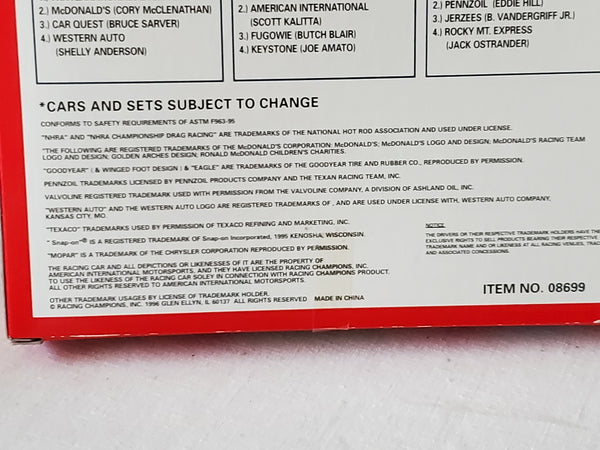 2.) McDONALD'S (CORY McCLENATHAN)
3.) CAR QUEST (BRUCE SARVER)
4.) WESTERN AUTO
(SHELLY ANDERSON)
2.) AMERICAN INTERNATIONAL
(SCOTT KALITTA)
3.) FUGOWIE (BUTCH BLAIR)
4.) KEYSTONE (JOE AMATO)
2.) PENNZOIL (EDDIE HILL)
3.) JERZEES (B. VANDERGRIFF JR.)
4.) ROCKY MT. EXPRESS
(JACK OSTRANDER)
*CARS AND SETS SUBJECT TO CHANGE
CONFORMS TO SAFETY REQUIREMENTS OF ASTM F963-95
"NHRA" AND "NHRA CHAMPIONSHIP DRAG RACING" ARE TRADEMARKS OF THE NATIONAL HOT ROD ASSOCIATION AND USED UNDER LICENSE.
"THE FOLLOWING ARE REGISTERED TRADEMARKS OF THE McDONALD'S CORPORATION: McDONALD'S; McDONALD'S LOGO AND DESIGN; McDONALD'S RACING TEAM
LOGO AND DESIGN; GOLDEN ARCHES DESIGN; RONALD McDONALD CHILDREN'S CHARITIES.
"GOODYEAR" ( & WINGED FOOT DESIGN ) & "EAGLE" ARE TRADEMARKS OF THE GOODYEAR TIRE AND RUBBER CO., REPRODUCED BY PERMISSION.
PENNZOIL TRADEMARKS LICENSED BY PENNZOIL PRODUCTS COMPANY AND THE TEXAN RACING TEAM, INC.
VALVOLINE REGISTERED TRADEMARK USED WITH PERMISSION FROM THE VALVOLINE COMPANY, A DIVISION OF ASHLAND OIL, INC.
"WESTERN AUTO" AND THE WESTERN AUTO LOGO ARE REGISTERED TRADEMARKS OF , AND ARE USED UNDER LICENSE WITH, WESTERN AUTO COMPANY,
KANSAS CITY, MO.
"TEXACO" TRADEMARKS USED BY PERMISSION OF TEXACO REFINING AND MARKETING, INC.
" Snap-on"® IS A REGISTERED TRADEMARK OF Snap-on Incorporated, 1995 KENOSHA, WISCONSIN.
"MOPAR" IS A TRADEMARK OF THE CHRYSLER CORPORATION REPRODUCED BY PERMISSION.
THE RACING CAR AND ALL DEPICTIONS OR LIKENESSES OF IT ARE THE PROPERTY OF
AMERICAN INTERNATIONAL MOTORSPORTS, AND THEY HAVE LICENSED RACING CHAMPIONS, INC.
TO USE THE LIKENESS OF THE RACING CAR SOLEY IN CONNECTION WITH RACING CHAMPIONS PRODUCT.
ALL OTHER RIGHTS RESERVED TO AMERICAN INTERNATIONAL MOTORSPORTS.
OTHER TRADEMARK USAGES BY LICENSE OF TRADEMARK HOLDER.
© RACING CHAMPIONS, INC. 1996 GLEN ELLYN, IL 60137 ALL RIGHTS RESERVED MADE IN CHINA
NOTICE
THE DRIVERS OR THEIR RESPECTIVE TRADEMARK HOLDERS HAVE THE
EXCLUSIVE RIGHTS TO SELL PRODUCTS BEARING THEIR RESPECTIVE
TRADEMARK NAME AND OR LIKENESS AT ALL RACING VENUES, TRAC
AND ASSOCIATED CONCESSIONS.
ITEM NO. 08699